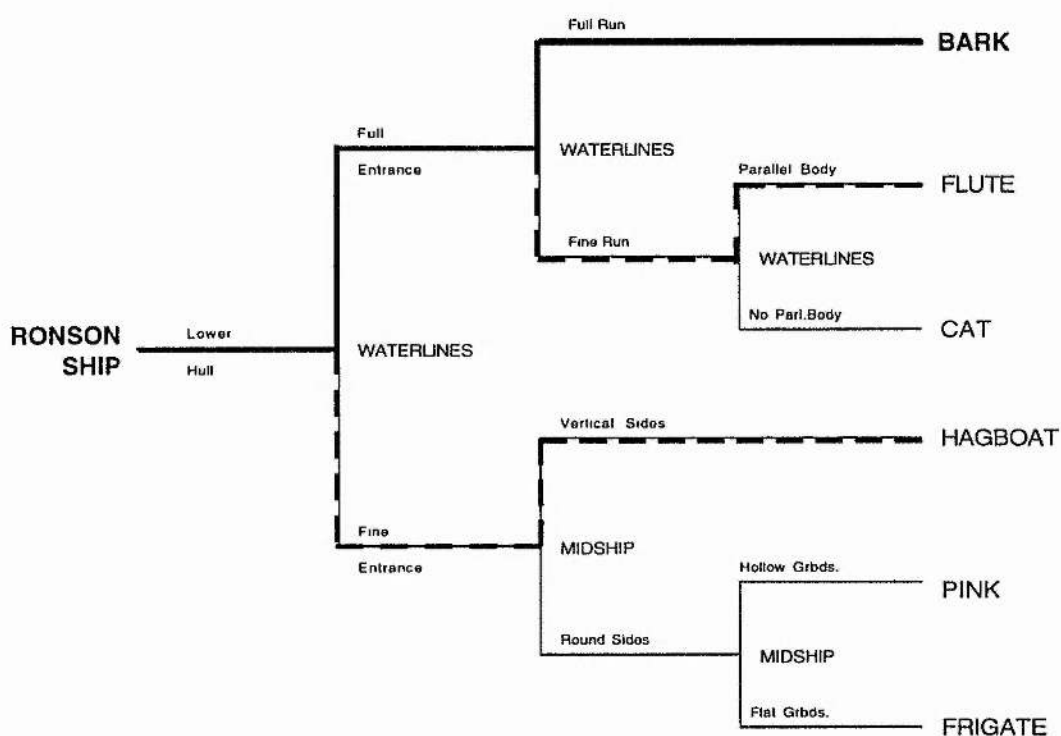 Full Run
BARK
Full
WATERLINES
Entrance
Parallel Body
FLUTE
Fine Run
WATERLINES
No Parl.Body
CAT
RONSON
SHIP
Lower
Hull
WATERLINES
Vertical Sides
HAGBOAT
Fine
Entrance
MIDSHIP
Hollow Grbds.
PINK
Round Sides
MIDSHIP
Flat Grbds.
FRIGATE